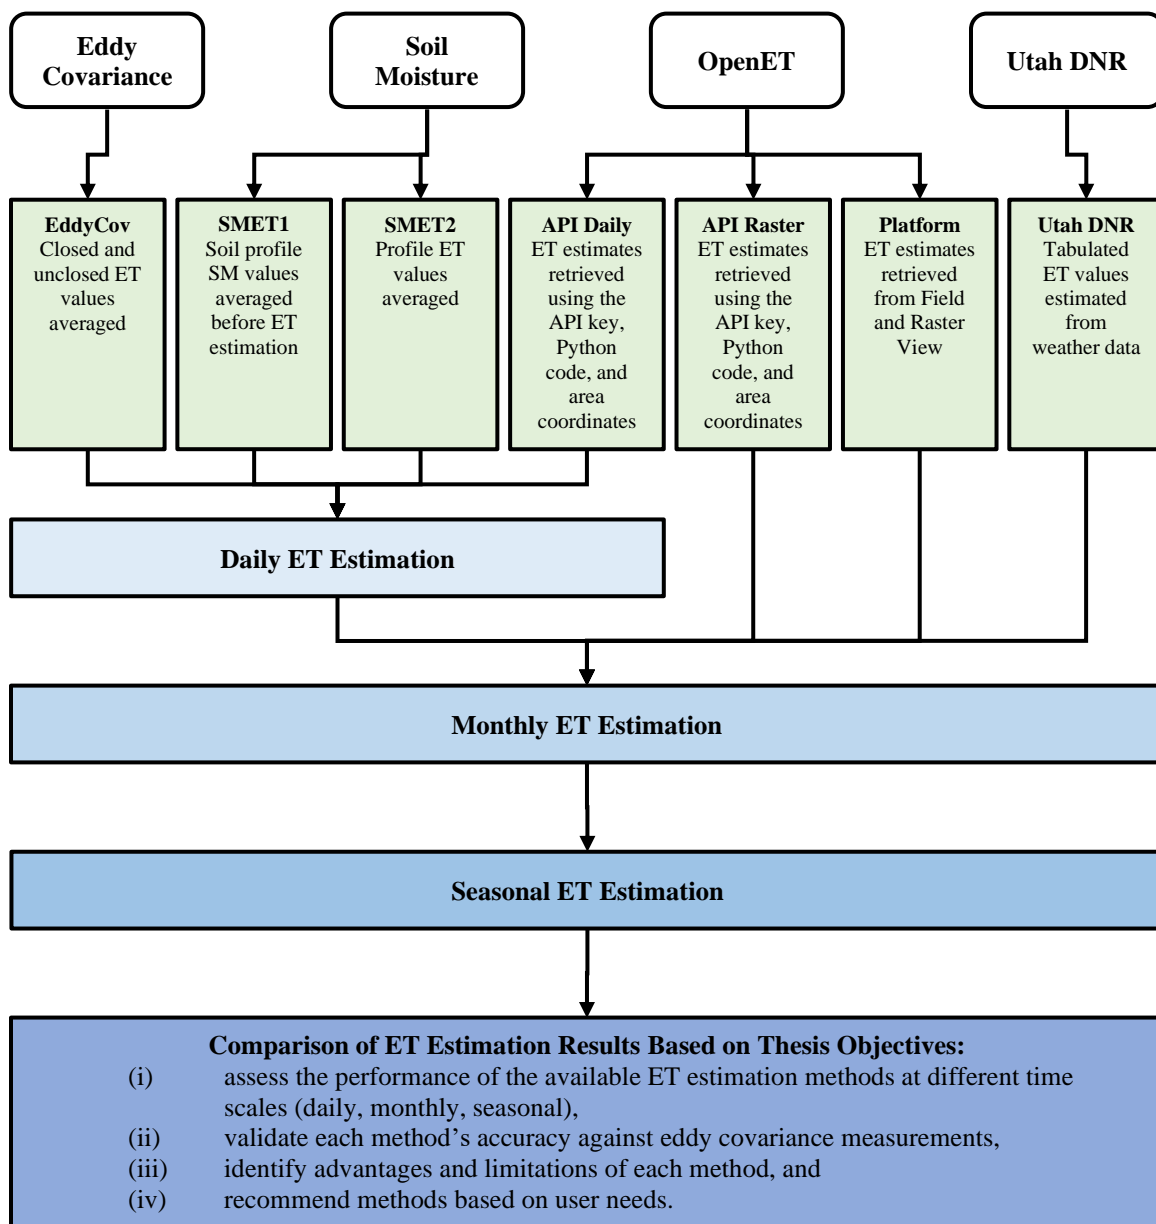 Eddy
Covariance
Soil
Moisture
OpenET
Utah DNR
EddyCov
Closed and
unclosed ET
values
averaged
SMET1
Soil profile
SM values
averaged
before ET
estimation
SMET2
Profile ET
values
averaged
API Daily
ET estimates
retrieved
using the
API key,
Python
code, and
area
coordinates
API Raster
ET estimates
retrieved
using the
API key,
Python
code, and
area
coordinates
Platform
ET estimates
retrieved
from Field
and Raster
View
Utah DNR
Tabulated
ET values
estimated
from
weather data
Daily ET Estimation
Monthly ET Estimation
Seasonal ET Estimation
Comparison of ET Estimation Results Based on Thesis Objectives:
(i) assess the performance of the available ET estimation methods at different time
scales (daily, monthly, seasonal),
(ii) validate each method’s accuracy against eddy covariance measurements,
(iii) identify advantages and limitations of each method, and
(iv) recommend methods based on user needs.